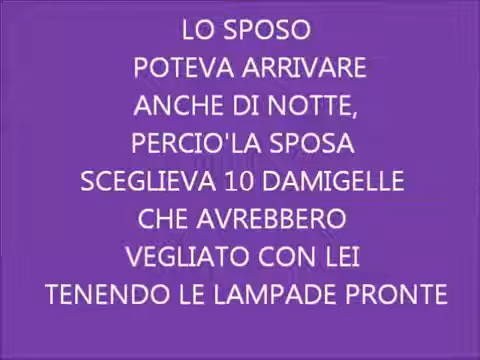 LO SPOSO
POTEVA ARRIVARE
ANCHE DI NOTTE,
PERCIO'LA SPOSA
SCEGLIEVA 10 DAMIGELLE
CHE AVREBBERO
VEGLIATO CON LEI
TENENDO LE LAMPADE PRONTE